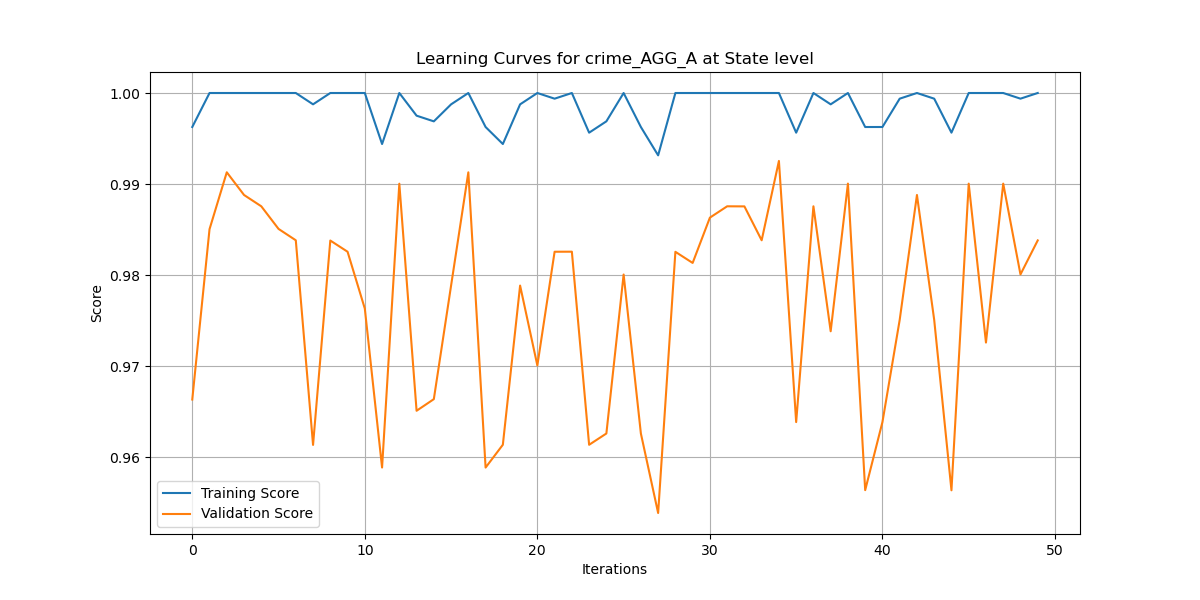 Learning Curves for crime_AGG_A at State level
1.00
0.99
0.98
0.97
0.96
Score
Training Score
Validation Score
0 10 20 30 40 50
Iterations